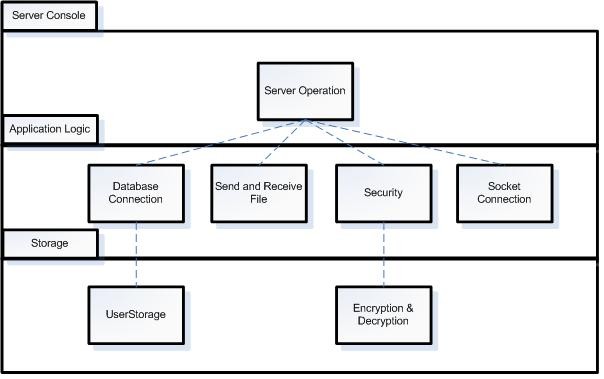 Server Console
Server Operation
Application Logic
Database
Connection
Send and Receive
File
Security
Socket
Connection
Storage
UserStorage
Encryption &
Decryption